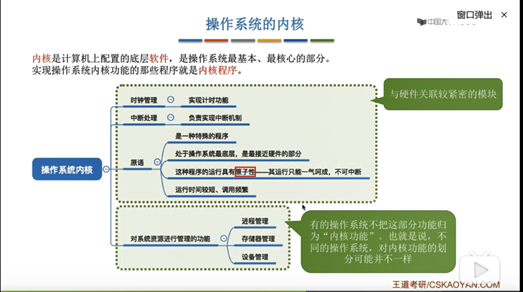 操作系统的内核
中国大
窗口弹出 ×
内核是计算机上配置的底层软件，是操作系统最基本、最核心的部分。
实现操作系统内核功能的那些程序就是内核程序。
操作系统内核
时钟管理
实现计时功能
中断处理
负责实现中断机制
原语
是一种特殊的程序
处于操作系统最底层，是最接近硬件的部分
这种程序的运行具有原子性——其运行只能一气呵成，不可中断
运行时间较短、调用频繁
对系统资源进行管理的功能
进程管理
存储器管理
设备管理
与硬件关联较紧密的模块
有的操作系统不把这部分功能归
为“内核功能”。也就是说，不
同的操作系统，对内核功能的划
分可能并不一样
王道考研/CSKAOYAN.COM